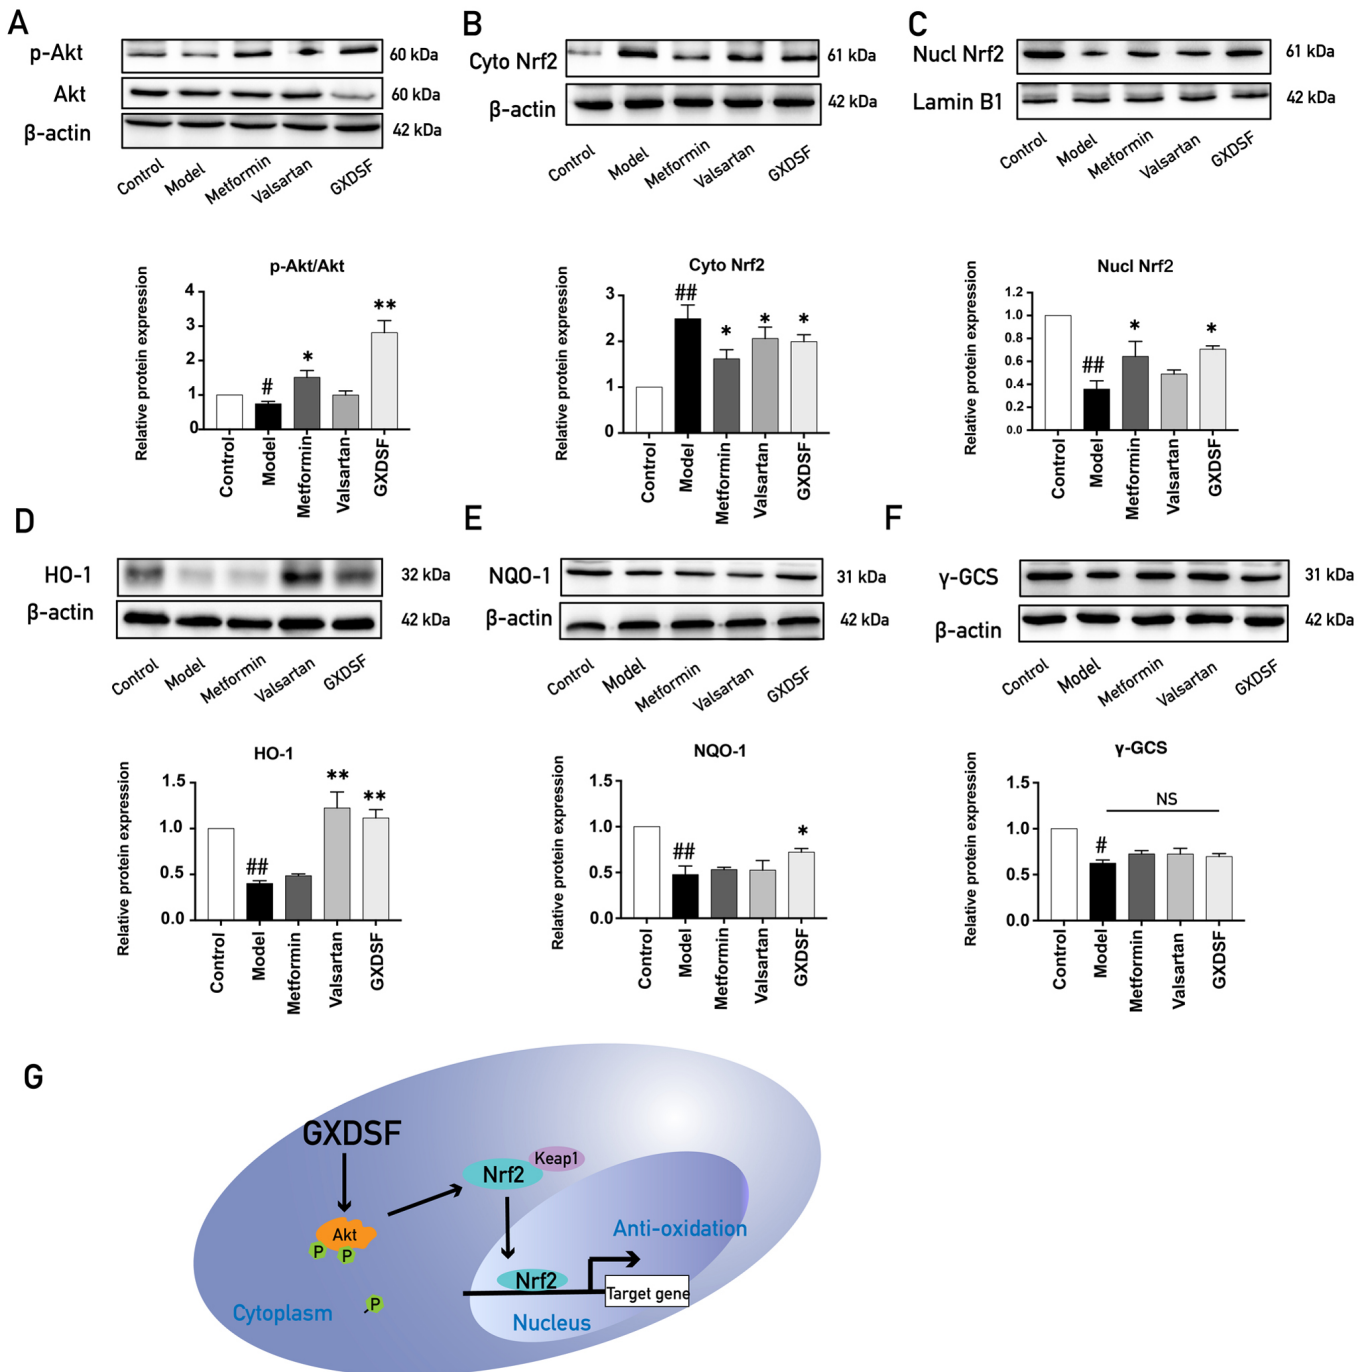 A
p-Akt
60 kDa
Akt
60 kDa
β-actin
42 kDa
Control
Model
Metformin
Valsartan
GXDSF
p-Akt/Akt
Relative protein expression
4
3
2
1
0
#
*
**
Control
Model
Metformin
Valsartan
GXDSF
B
Cyto Nrf2
61 kDa
β-actin
42 kDa
Control
Model
Metformin
Valsartan
GXDSF
Cyto Nrf2
Relative protein expression
3
2
1
0
##
*
*
*
Control
Model
Metformin
Valsartan
GXDSF
C
Nucl Nrf2
61 kDa
Lamin B1
42 kDa
Control
Model
Metformin
Valsartan
GXDSF
Nucl Nrf2
Relative protein expression
1.2
1.0
0.8
0.6
0.4
0.2
0.0
##
*
*
Control
Model
Metformin
Valsartan
GXDSF
D
HO-1
32 kDa
β-actin
42 kDa
Control
Model
Metformin
Valsartan
GXDSF
HO-1
Relative protein expression
1.5
1.0
0.5
0.0
##
**
**
Control
Model
Metformin
Valsartan
GXDSF
E
NQO-1
31 kDa
β-actin
42 kDa
Control
Model
Metformin
Valsartan
GXDSF
NQO-1
Relative protein expression
1.5
1.0
0.5
0.0
##
*
Control
Model
Metformin
Valsartan
GXDSF
F
γ-GCS
31 kDa
β-actin
42 kDa
Control
Model
Metformin
Valsartan
GXDSF
γ-GCS
Relative protein expression
1.5
1.0
0.5
0.0
#
NS
Control
Model
Metformin
Valsartan
GXDSF
G
GXDSF
Keap1
Nrf2
Akt
P
P
P
Anti-oxidation
Nrf2
Target gene
Cytoplasm
Nucleus